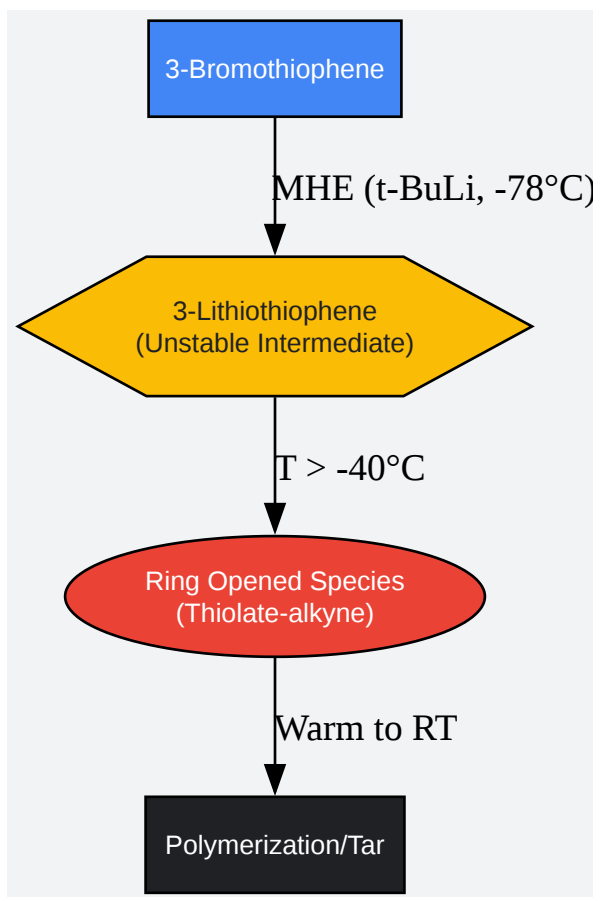 3-Bromothiophene
MHE (t-BuLi, -78°C)
3-Lithiothiophene
(Unstable Intermediate)
T > -40°C
Ring Opened Species
(Thiolate-alkyne)
Warm to RT
Polymerization/Tar